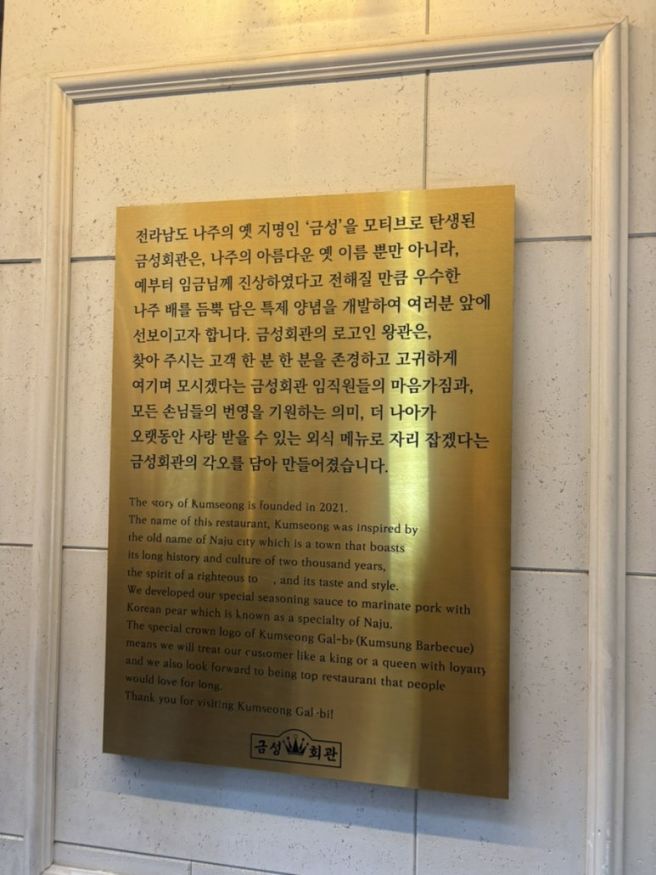 전라남도 나주의 옛 지명인 '금성'을 모티브로 탄생된
금성회관은, 나주의 아름다운 옛 이름 뿐만 아니라,
예부터 임금님께 진상하였다고 전해질 만큼 우수한
나주 배를 듬뿍 담은 특제 양념을 개발하여 여러분 앞에
선보이고자 합니다. 금성회관의 로고인 왕관은,
찾아 주시는 고객 한 분 한 분을 존경하고 고귀하게
여기며 모시겠다는 금성회관 임직원들의 마음가짐과,
모든 손님들의 번영을 기원하는 의미, 더 나아가
오랫동안 사랑 받을 수 있는 외식 메뉴로 자리 잡겠다는
금성회관의 각오를 담아 만들어졌습니다.
The story of Kumseong is founded in 2021.
The name of this restaurant, Kumseong was inspired by
the old name of Naju city which is a town that boasts
its long history and culture of two thousand years,
the spirit of a righteous to , and its taste and style.
We developed our special seasoning sauce to marinate pork with
Korean pear which is known as a specialty of Naju.
The special crown logo of Kumseong Gal-bi (Kumsung Barbecue)
means we will treat our customer like a king or a queen with loyalty
and we also look forward to being top restaurant that people
would love for long.
Thank you for visiting Kumseong Gal-bi!
금성 회관